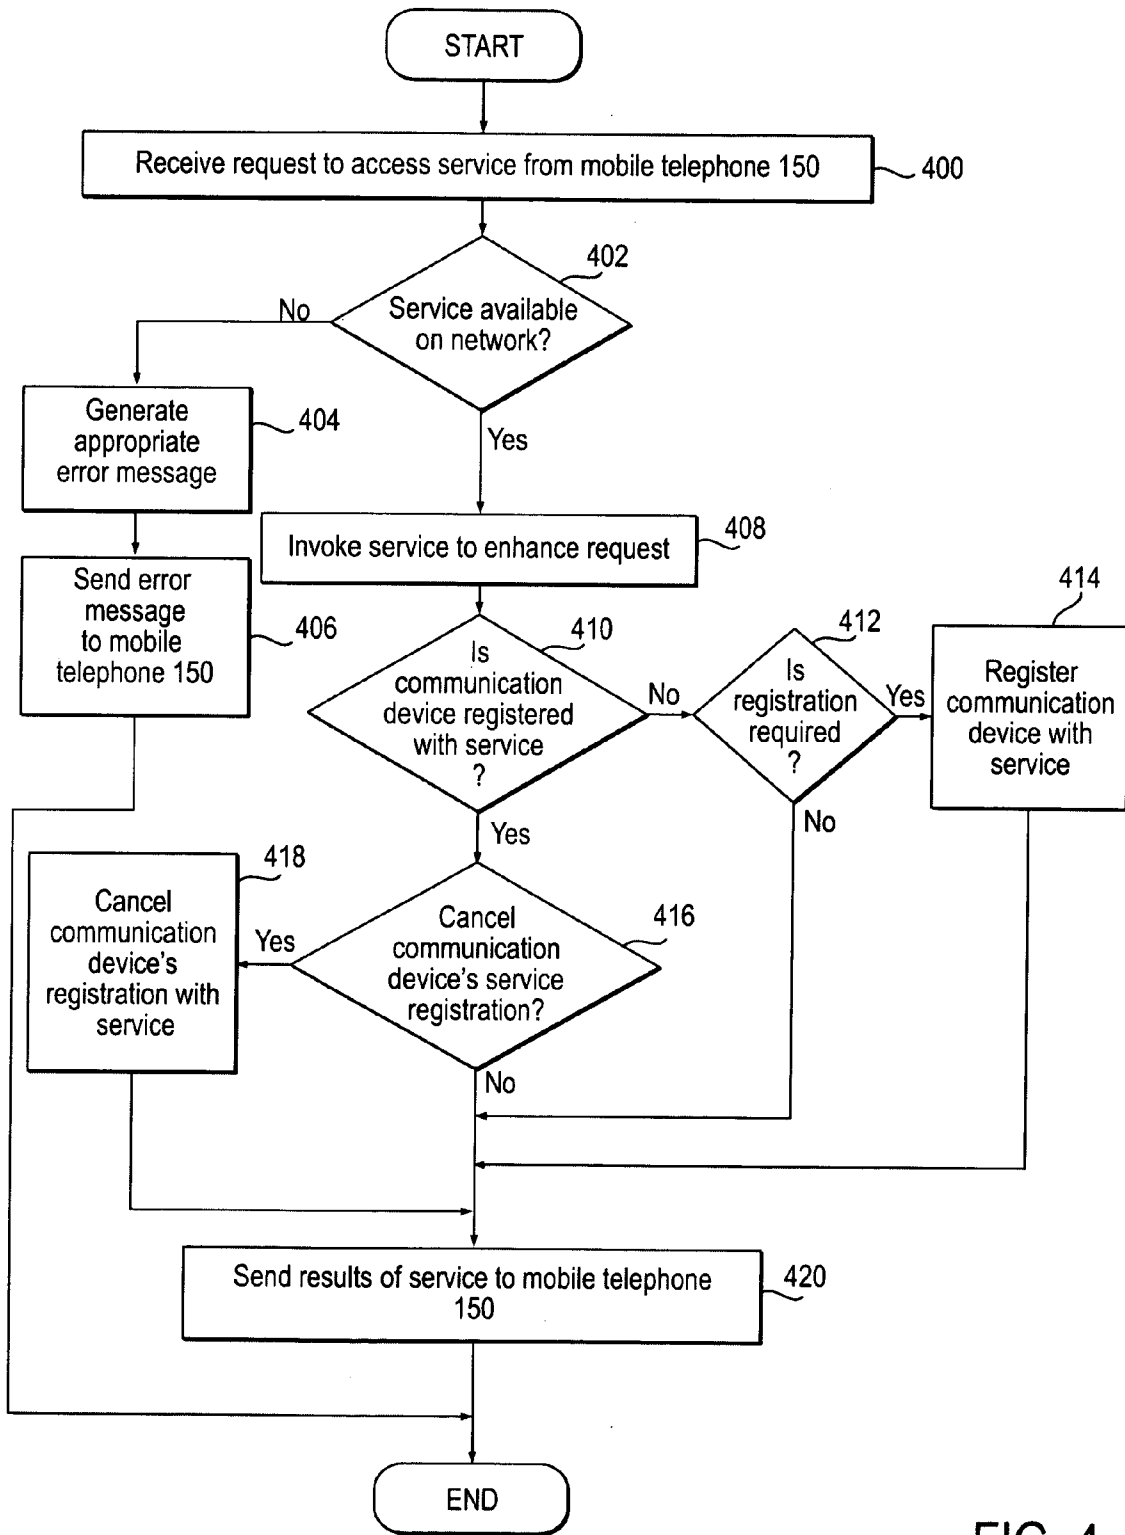 START
Receive request to access service from mobile telephone 150
400
402
Service available
on network?
No
Yes
Generate
appropriate
error message
404
Send error
message
to mobile
telephone 150
406
Invoke service to enhance request
408
410
Is
communication
device registered
with service
?
No
Yes
412
Is
registration
required
?
Yes
No
414
Register
communication
device with
service
416
Cancel
communication
device's service
registration?
Yes
No
418
Cancel
communication
device's
registration with
service
Send results of service to mobile telephone
150
420
END